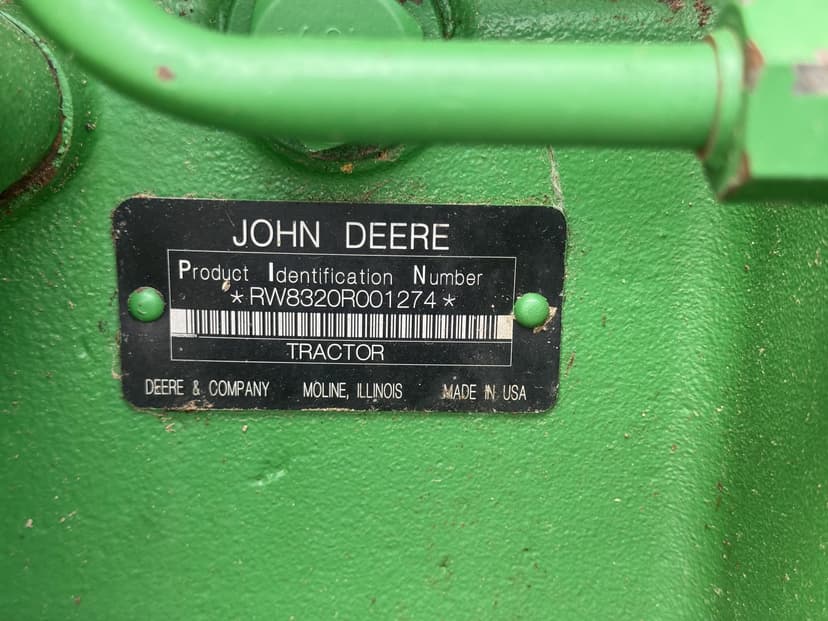 JOHN DEERE
Product Identification Number
*RW8320R001274*
TRACTOR
DEERE & COMPANY MOLINE, ILLINOIS MADE IN USA